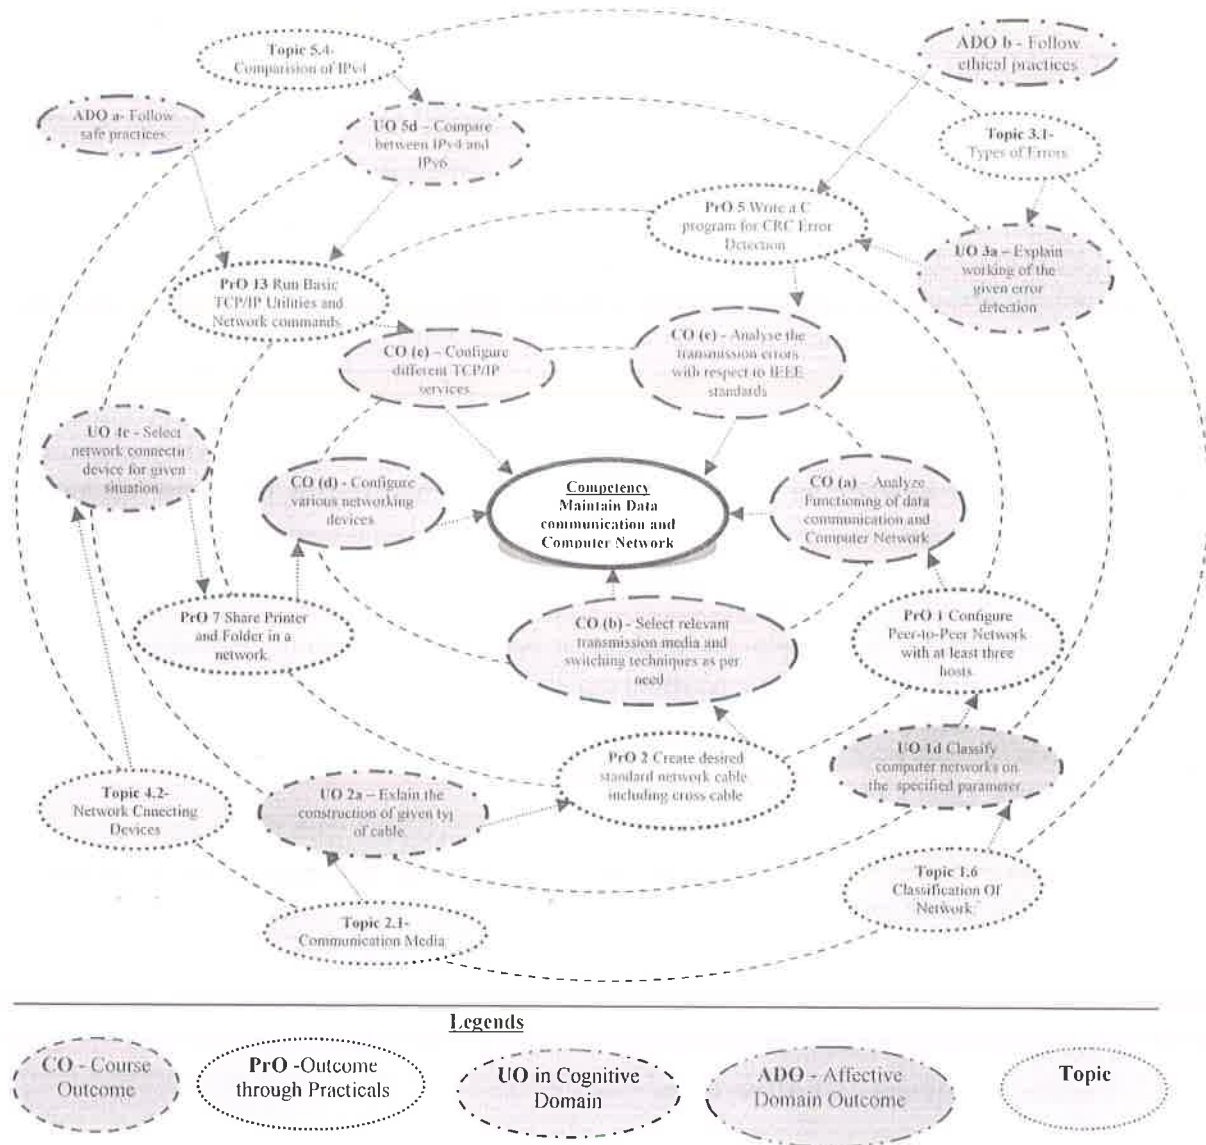 Topic 5.4-
Comparision of IPv4
ADO b - Follow
ethical practices
ADO a- Follow
safe practices
UO 5d – Compare
between IPv4 and
IPv6
Topic 3.1-
Types of Errors
PrO 5 Write a C
program for CRC Error
Detection
UO 3a – Explain
working of the
given error
detection
PrO 13 Run Basic
TCP/IP Utilities and
Network commands
CO (e) – Configure
different TCP/IP
services
CO (c) - Analyse the
transmission errors
with respect to IEEE
standards
UO 4c - Select
network connectin
device for given
situation
CO (d) - Configure
various networking
devices
Competency
Maintain Data
communication and
Computer Network
CO (a) – Analyze
Functioning of data
communication and
Computer Network
PrO 7 Share Printer
and Folder in a
network
CO (b) - Select relevant
transmission media and
switching techniques as per
need
PrO 1 Configure
Peer-to-Peer Network
with at least three
hosts
PrO 2 Create desired
standard network cable
including cross cable
UO 1d Classify
computer networks on
the specified parameter
Topic 4.2-
Network Cnnecting
Devices
UO 2a – Exlain the
construction of given typ
of cable
Topic 1.6
Classification Of
Network
Topic 2.1-
Communication Media
Legends
CO - Course
Outcome
PrO -Outcome
through Practicals
UO in Cognitive
Domain
ADO - Affective
Domain Outcome
Topic